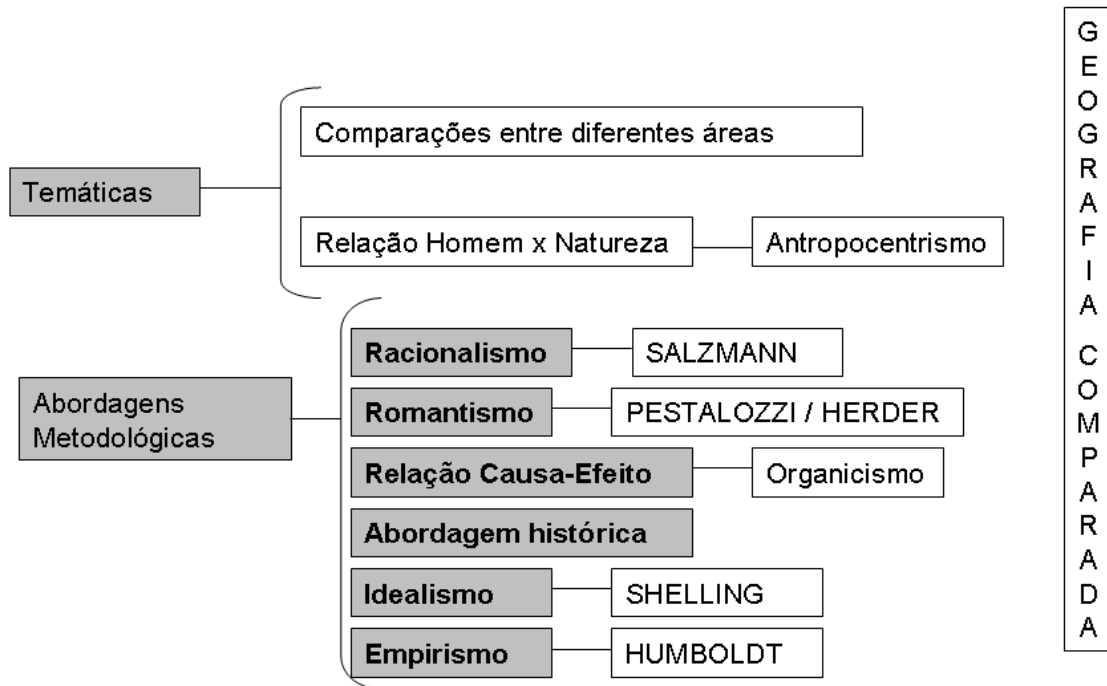 Temáticas
Comparações entre diferentes áreas
Relação Homem x Natureza
Antropocentrismo
Abordagens
Metodológicas
Racionalismo
SALZMANN
Romantismo
PESTALOZZI / HERDER
Relação Causa-Efeito
Organicismo
Abordagem histórica
Idealismo
SHELLING
Empirismo
HUMBOLDT
G
E
O
G
R
A
F
I
A
C
O
M
P
A
R
A
D
A